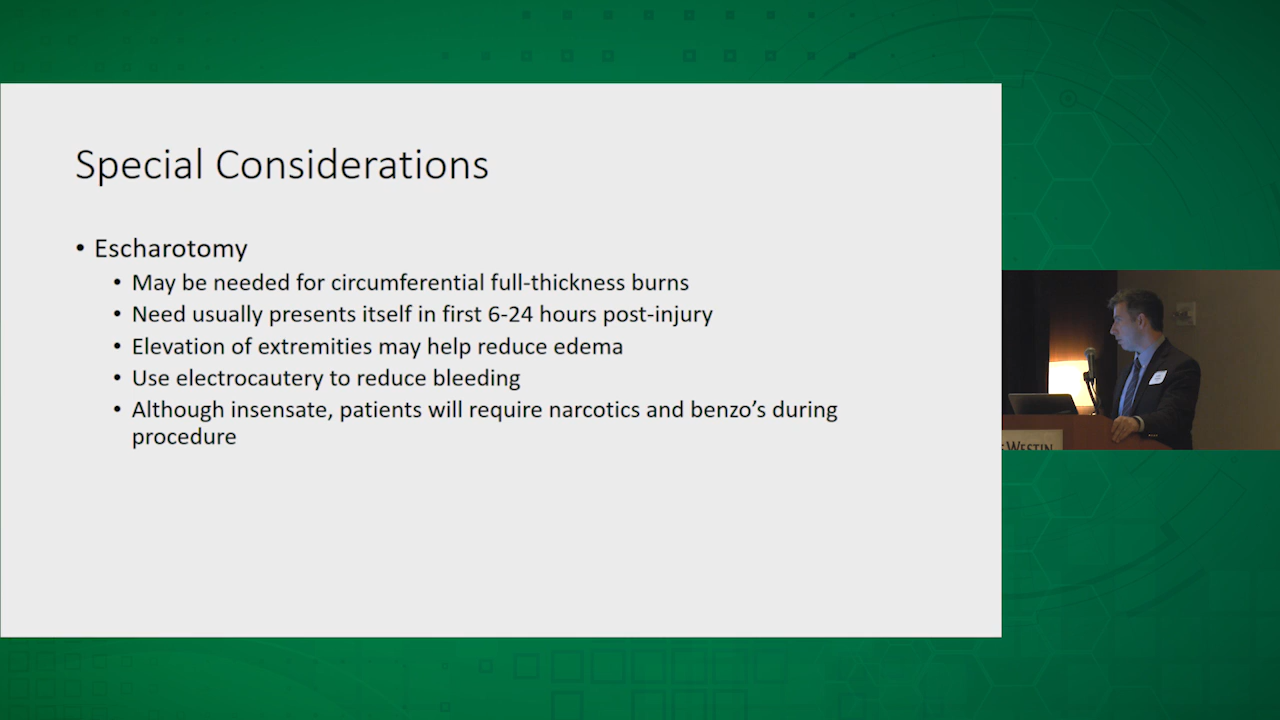 Special Considerations
• Escharotomy
• May be needed for circumferential full-thickness burns
• Need usually presents itself in first 6-24 hours post-injury
• Elevation of extremities may help reduce edema
• Use electrocautery to reduce bleeding
• Although insensate, patients will require narcotics and benzo’s during
procedure
WESTIN